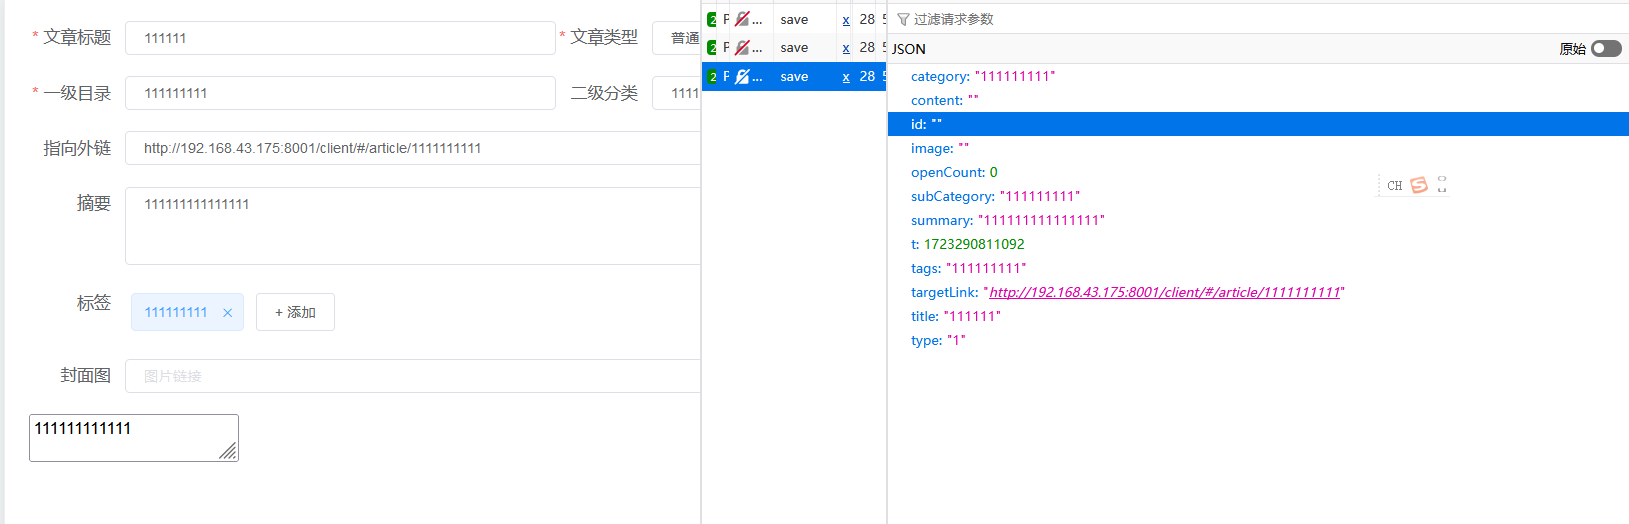 * 文章标题 111111 * 文章类型 普通
* 一级目录 111111111 二级分类 1111
指向外链 http://192.168.43.175:8001/client/#/article/1111111111
摘要 111111111111111
标签 111111111 × + 添加
封面图 图片链接
111111111111
2 P ... save x 28 5
2 P ... save x 28 5
2 P ... save x 28 5
过滤请求参数
JSON 原始
category: "111111111"
content: ""
id: ""
image: ""
openCount: 0
subCategory: "111111111"
summary: "111111111111111"
t: 1723290811092
tags: "111111111"
targetLink: "http://192.168.43.175:8001/client/#/article/1111111111"
title: "111111"
type: "1"
CH S